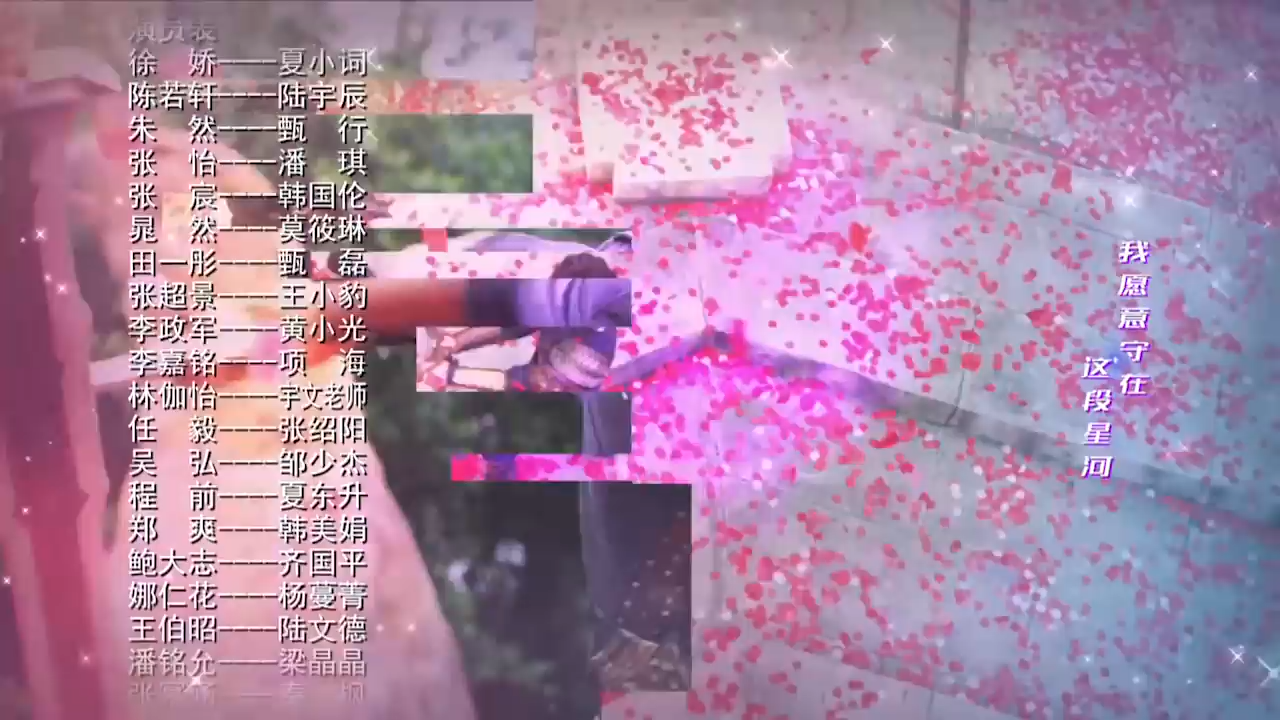 演员表
徐　娇----夏小词
陈若轩----陆宇辰
朱　然----甄　行
张　怡----潘　琪
张　宸----韩国伦
晁　然----莫筱琳
田一彤----甄　磊
张超景----王小豹
李政军----黄小光
李嘉铭----项　海
林伽怡----宇文老师
任　毅----张绍阳
吴　弘----邹少杰
程　前----夏东升
郑　爽----韩美娟
鲍大志----齐国平
娜仁花----杨蔓菁
王伯昭----陆文德
潘铭允----梁晶晶
我愿意守在
这段星河